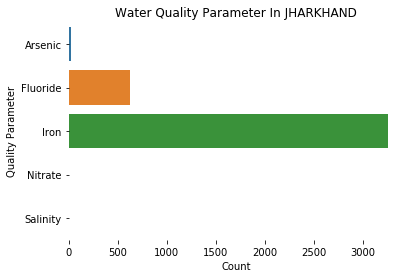 Water Quality Parameter In JHARKHAND
Quality Parameter
Arsenic
Fluoride
Iron
Nitrate
Salinity
0 500 1000 1500 2000 2500 3000
Count